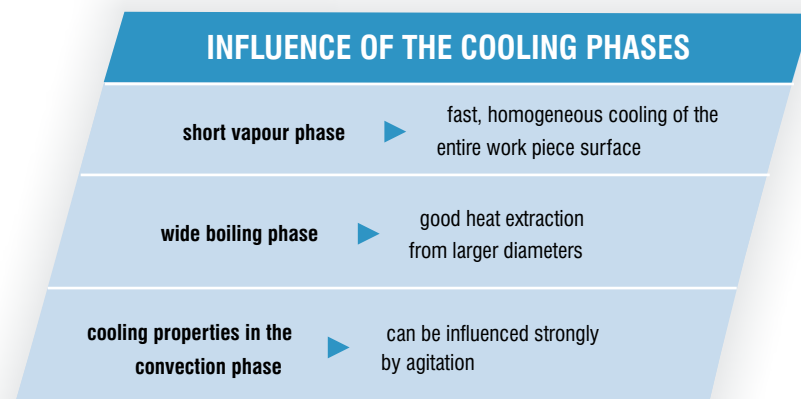 INFLUENCE OF THE COOLING PHASES
short vapour phase
fast, homogeneous cooling of the
entire work piece surface
wide boiling phase
good heat extraction
from larger diameters
cooling properties in the
convection phase
can be influenced strongly
by agitation